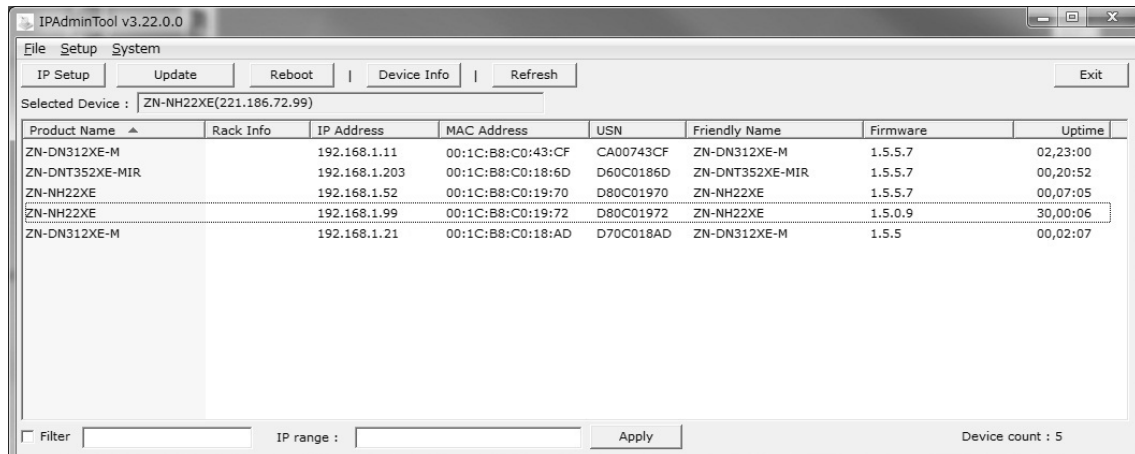 IPAdminTool v3.22.0.0
File Setup System
IP Setup Update Reboot | Device Info | Refresh Exit
Selected Device : ZN-NH22XE(221.186.72.99)
Product Name Rack Info IP Address MAC Address USN Friendly Name Firmware Uptime
ZN-DN312XE-M 192.168.1.11 00:1C:B8:C0:43:CF CA00743CF ZN-DN312XE-M 1.5.5.7 02,23:00
ZN-DNT352XE-MIR 192.168.1.203 00:1C:B8:C0:18:6D D60C0186D ZN-DNT352XE-MIR 1.5.5.7 00,20:52
ZN-NH22XE 192.168.1.52 00:1C:B8:C0:19:70 D80C01970 ZN-NH22XE 1.5.5.7 00,07:05
ZN-NH22XE 192.168.1.99 00:1C:B8:C0:19:72 D80C01972 ZN-NH22XE 1.5.0.9 30,00:06
ZN-DN312XE-M 192.168.1.21 00:1C:B8:C0:18:AD D70C018AD ZN-DN312XE-M 1.5.5 00,02:07
Filter IP range : Apply Device count : 5